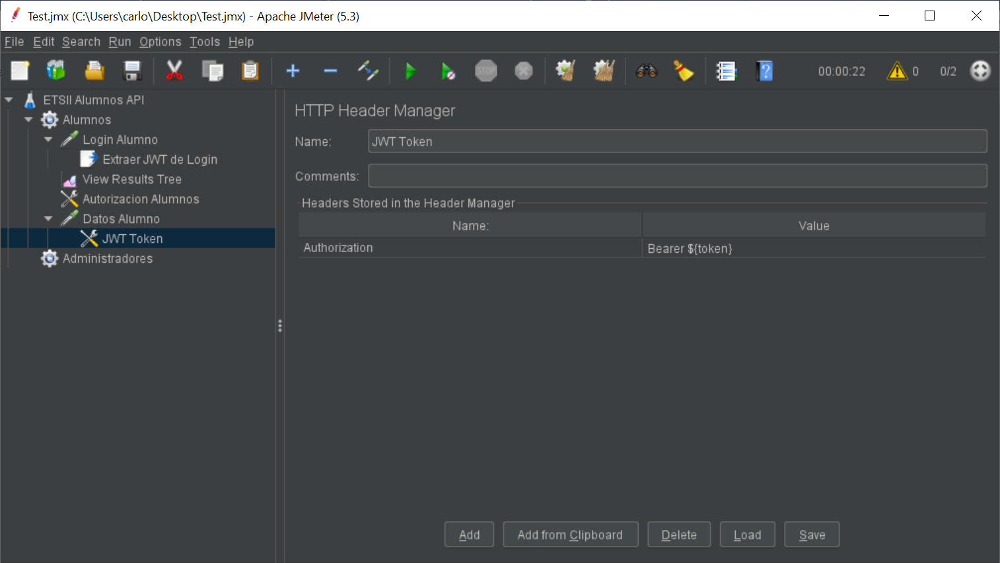 Test.jmx (C:\Users\carlo\Desktop\Test.jmx) - Apache JMeter (5.3)
File Edit Search Run Options Tools Help
STOP 00:00:22 0 0/2
ETSII Alumnos API
Alumnos
Login Alumno
Extraer JWT de Login
View Results Tree
Autorizacion Alumnos
Datos Alumno
JWT Token
Administradores
HTTP Header Manager
Name: JWT Token
Comments:
Headers Stored in the Header Manager
Name: Value
Authorization Bearer ${token}
Add Add from Clipboard Delete Load Save